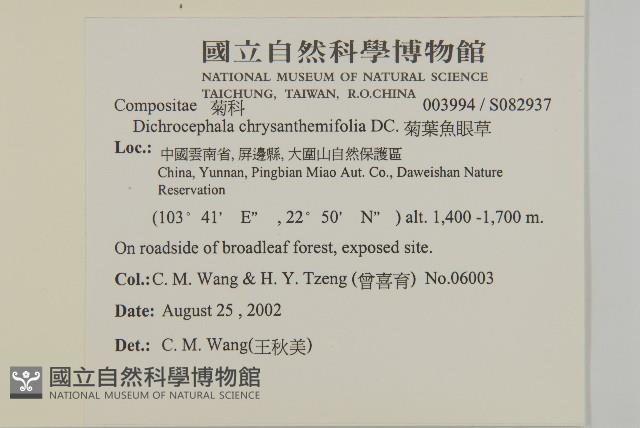 國立自然科學博物館
NATIONAL MUSEUM OF NATURAL SCIENCE
TAICHUNG, TAIWAN, R.O.CHINA
Compositae 菊科 003994 / S082937
Dichrocephala chrysanthemifolia DC. 菊葉魚眼草
Loc.: 中國雲南省, 屏邊縣, 大圍山自然保護區
China, Yunnan, Pingbian Miao Aut. Co., Daweishan Nature
Reservation
(103° 41' E” , 22° 50' N” ) alt. 1,400 -1,700 m.
On roadside of broadleaf forest, exposed site.
Col.: C. M. Wang & H. Y. Tzeng (曾喜育) No.06003
Date: August 25 , 2002
Det.: C. M. Wang(王秋美)
國立自然科學博物館
NATIONAL MUSEUM OF NATURAL SCIENCE